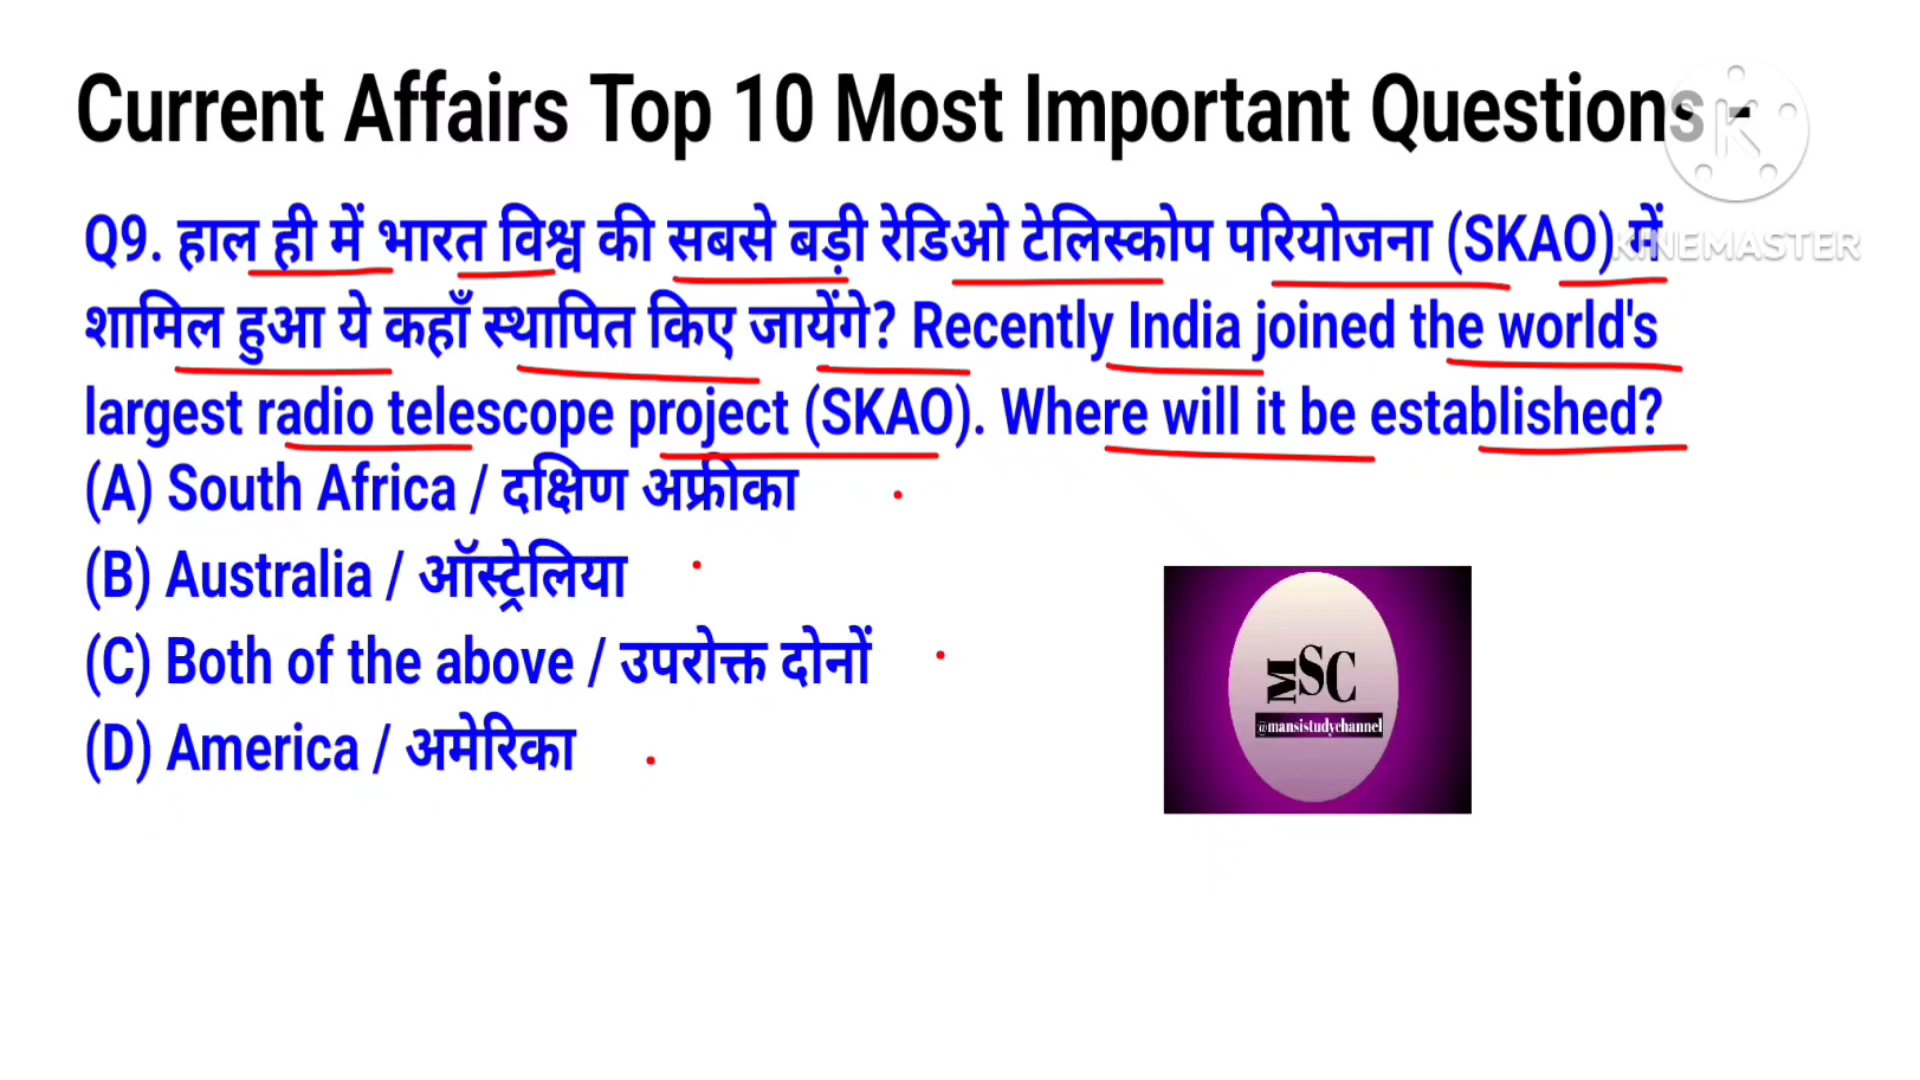 Current Affairs Top 10 Most Important Questions -
Q9. हाल ही में भारत विश्व की सबसे बड़ी रेडिओ टेलिस्कोप परियोजना (SKAO) में
KINEMASTER
शामिल हुआ ये कहाँ स्थापित किए जायेंगे? Recently India joined the world's
largest radio telescope project (SKAO). Where will it be established?
(A) South Africa / दक्षिण अफ्रीका
(B) Australia / ऑस्ट्रेलिया
(C) Both of the above / उपरोक्त दोनों
(D) America / अमेरिका
MSC
@mansistudychannel